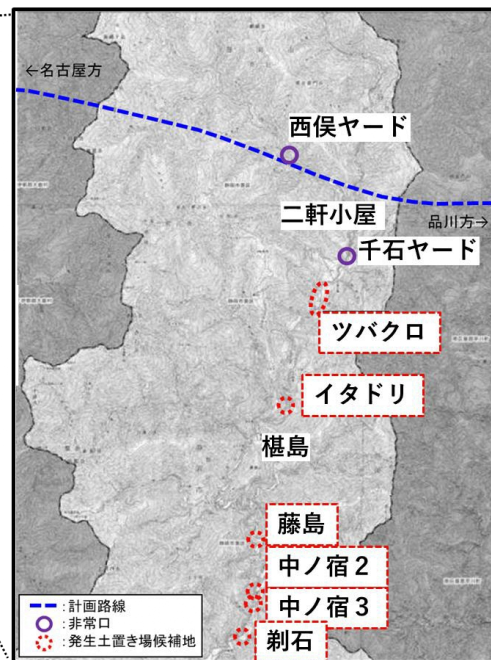 ←名古屋方
西俣ヤード
二軒小屋
品川方→
千石ヤード
ツバクロ
イタドリ
椹島
藤島
中ノ宿２
中ノ宿３
剃石
：計画路線
：非常口
：発生土置き場候補地